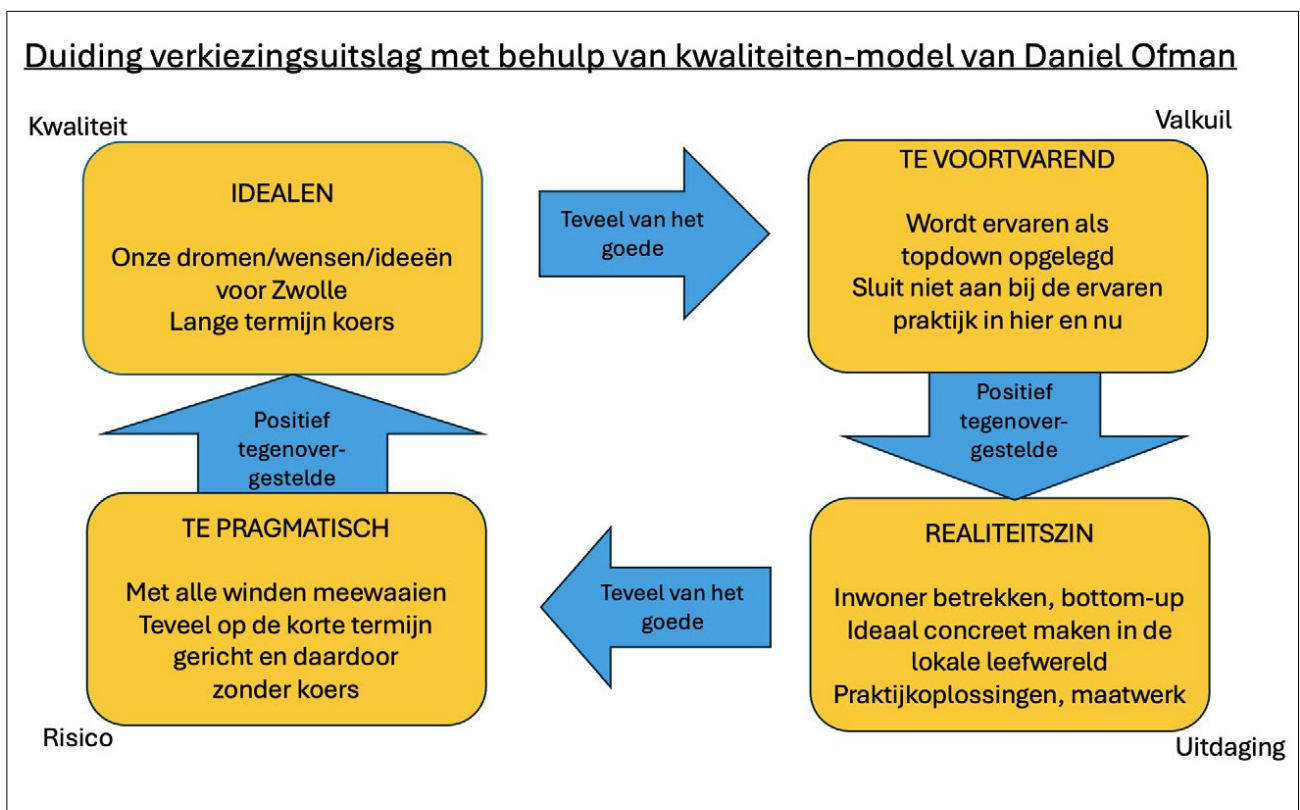 Duiding verkiezingsuitslag met behulp van kwaliteiten-model van Daniel Ofman
Kwaliteit
IDEALEN
Onze dromen/wensen/ideeën
voor Zwolle
Lange termijn koers
Teveel van het
goede
Valkuil
TE VOORTVAREND
Wordt ervaren als
topdown opgelegd
Sluit niet aan bij de ervaren
praktijk in hier en nu
Positief
tegenover-
gestelde
Positief
tegenover-
gestelde
TE PRAGMATISCH
Met alle winden meewaaien
Teveel op de korte termijn
gericht en daardoor
zonder koers
Risico
Teveel van het
goede
REALITEITSZIN
Inwoner betrekken, bottom-up
Ideaal concreet maken in de
lokale leefwereld
Praktijkoplossingen, maatwerk
Uitdaging